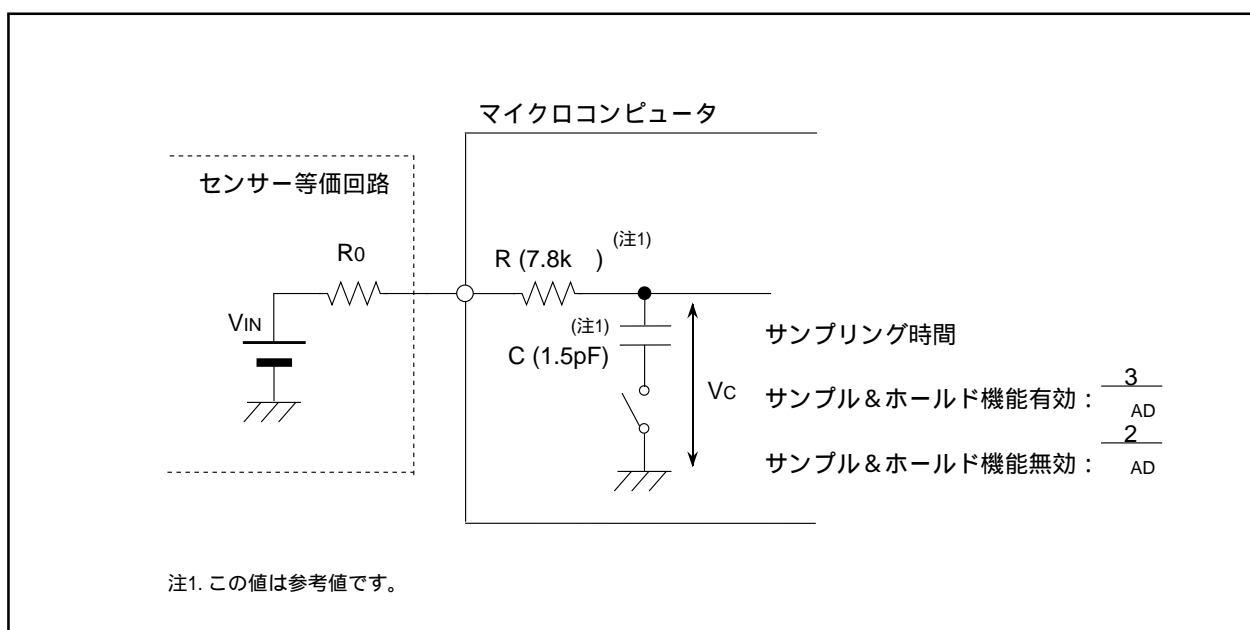 マイクロコンピュータ
センサー等価回路
R0
R (7.8k ) (注1)
VIN
(注1)
C (1.5pF)
VC
サンプリング時間
サンプル&ホールド機能有効: 3
AD
サンプル&ホールド機能無効: 2
AD
注1. この値は参考値です。